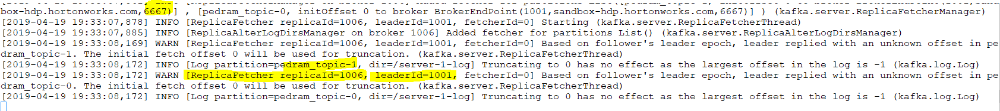 box-hdp.hortonworks.com,6667)] , [pedram_topic-0, initOffset 0 to broker BrokerEndPoint(1001,sandbox-hdp.hortonworks.com,6667)] ) (kafka.server.ReplicaFetcherManager)
[2019-04-19 19:33:07,878] INFO [ReplicaFetcher replicaId=1006, leaderId=1001, fetcherId=0] Starting (kafka.server.ReplicaFetcherThread)
[2019-04-19 19:33:07,885] INFO [ReplicaAlterLogDirsManager on broker 1006] Added fetcher for partitions List() (kafka.server.ReplicaAlterLogDirsManager)
[2019-04-19 19:33:08,169] WARN [ReplicaFetcher replicaId=1006, leaderId=1001, fetcherId=0] Based on follower's leader epoch, leader replied with an unknown offset in pe
dram_topic-1. The initial fetch offset 0 will be used for truncation. (kafka.server.ReplicaFetcherThread)
[2019-04-19 19:33:08,172] INFO [Log partition=pedram_topic-1, dir=/server-1-log] Truncating to 0 has no effect as the largest offset in the log is -1 (kafka.log.Log)
[2019-04-19 19:33:08,172] WARN [ReplicaFetcher replicaId=1006, leaderId=1001, fetcherId=0] Based on follower's leader epoch, leader replied with an unknown offset in pe
dram_topic-0. The initial fetch offset 0 will be used for truncation. (kafka.server.ReplicaFetcherThread)
[2019-04-19 19:33:08,172] INFO [Log partition=pedram_topic-0, dir=/server-1-log] Truncating to 0 has no effect as the largest offset in the log is -1 (kafka.log.Log)